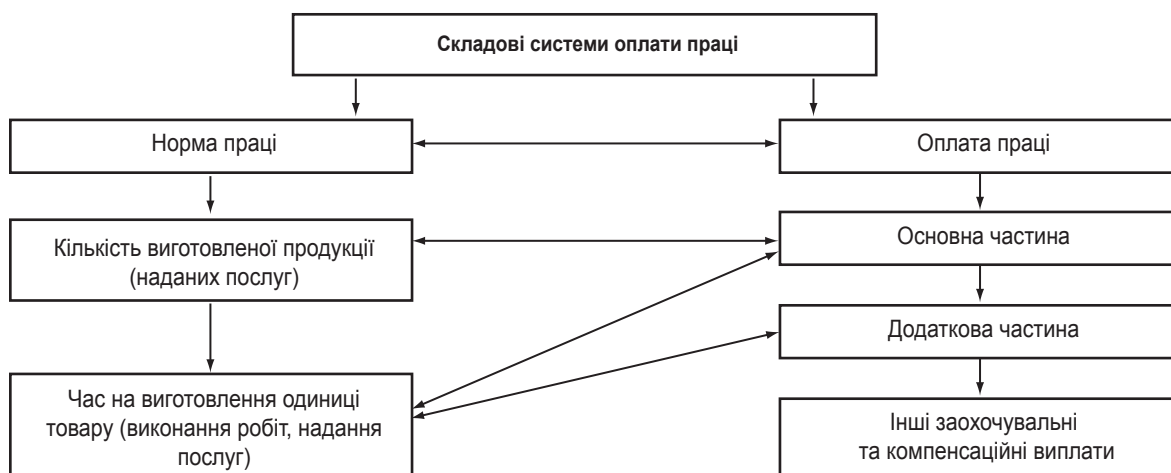 Складові системи оплати праці
Норма праці
Оплата праці
Кількість виготовленої продукції
(наданих послуг)
Основна частина
Додаткова частина
Час на виготовлення одиниці
товару (виконання робіт, надання
послуг)
Інші заохочувальні
та компенсаційні виплати